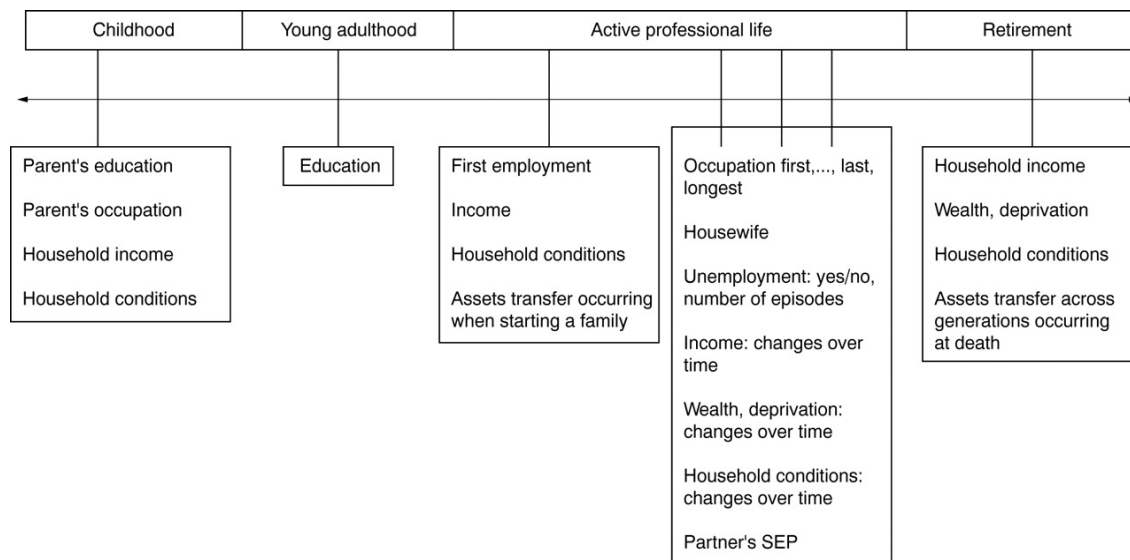 Childhood
Young adulthood
Active professional life
Retirement
Parent's education
Parent's occupation
Household income
Household conditions
Education
First employment
Income
Household conditions
Assets transfer occurring
when starting a family
Occupation first,..., last,
longest
Housewife
Unemployment: yes/no,
number of episodes
Income: changes over
time
Wealth, deprivation:
changes over time
Household conditions:
changes over time
Partner's SEP
Household income
Wealth, deprivation
Household conditions
Assets transfer across
generations occurring
at death